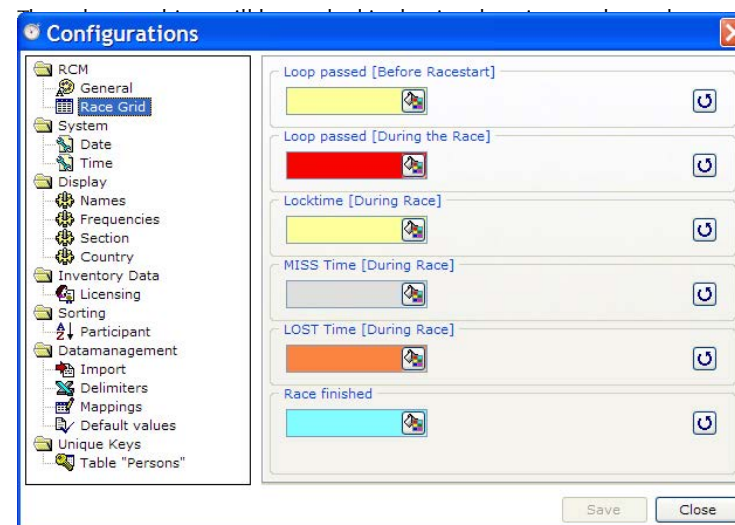 Configurations
RCM
General
Race Grid
System
Date
Time
Display
Names
Frequencies
Section
Country
Inventory Data
Licensing
Sorting
Participant
Datamanagement
Import
Delimiters
Mappings
Default values
Unique Keys
Table "Persons"
Loop passed [Before Racestart]
Loop passed [During the Race]
Locktime [During Race]
MISS Time [During Race]
LOST Time [During Race]
Race finished
Save
Close